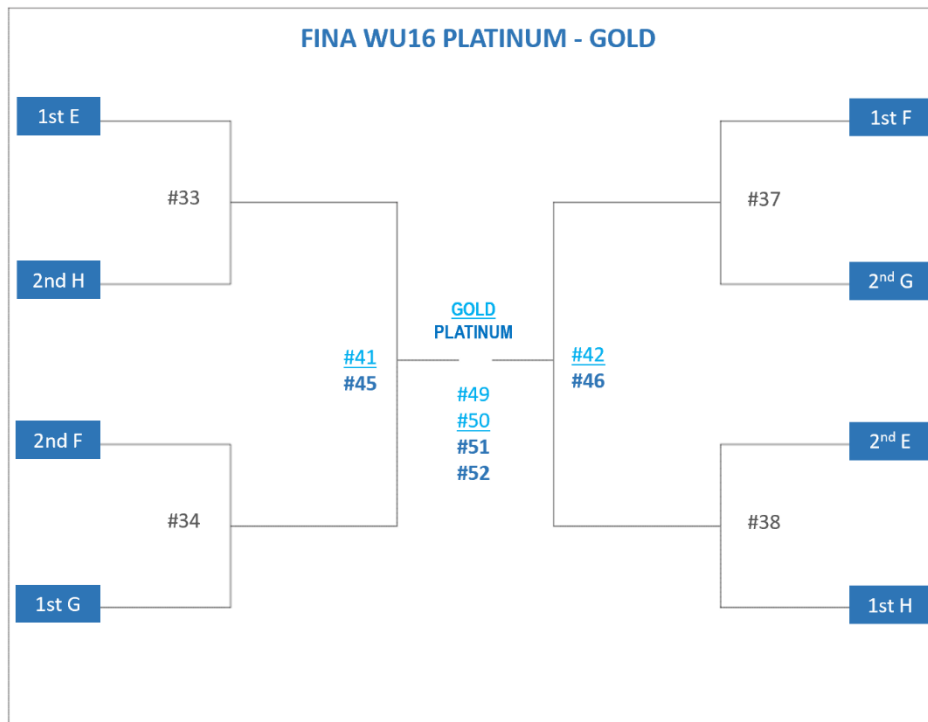 FINA WU16 PLATINUM - GOLD
1st E
1st F
#33
#37
2nd H
2nd G
GOLD
PLATINUM
#41
#45
#42
#46
#49
#50
#51
#52
2nd F
2nd E
#34
#38
1st G
1st H